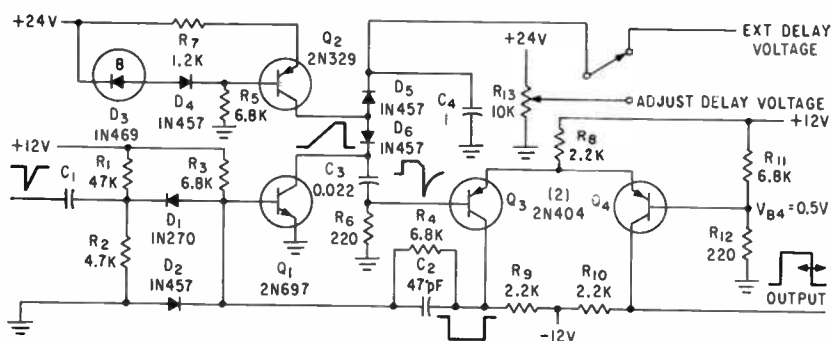 +24V
R7
1.2K
Q2
2N329
B
D3
1N469
D4
1N457
R5
6.8K
D5
1N457
D6
1N457
C4
1
+24V
R13
10K
EXT DELAY
VOLTAGE
ADJUST DELAY VOLTAGE
+12V
+12V
C1
R1
47K
R3
6.8K
D1
1N270
R2
4.7K
D2
1N457
Q1
2N697
C3
0.022
R6
220
R4
6.8K
C2
47pF
R8
2.2K
Q3
(2)
2N404
Q4
R11
6.8K
VB4=0.5V
R12
220
R9
2.2K
R10
2.2K
-12V
OUTPUT